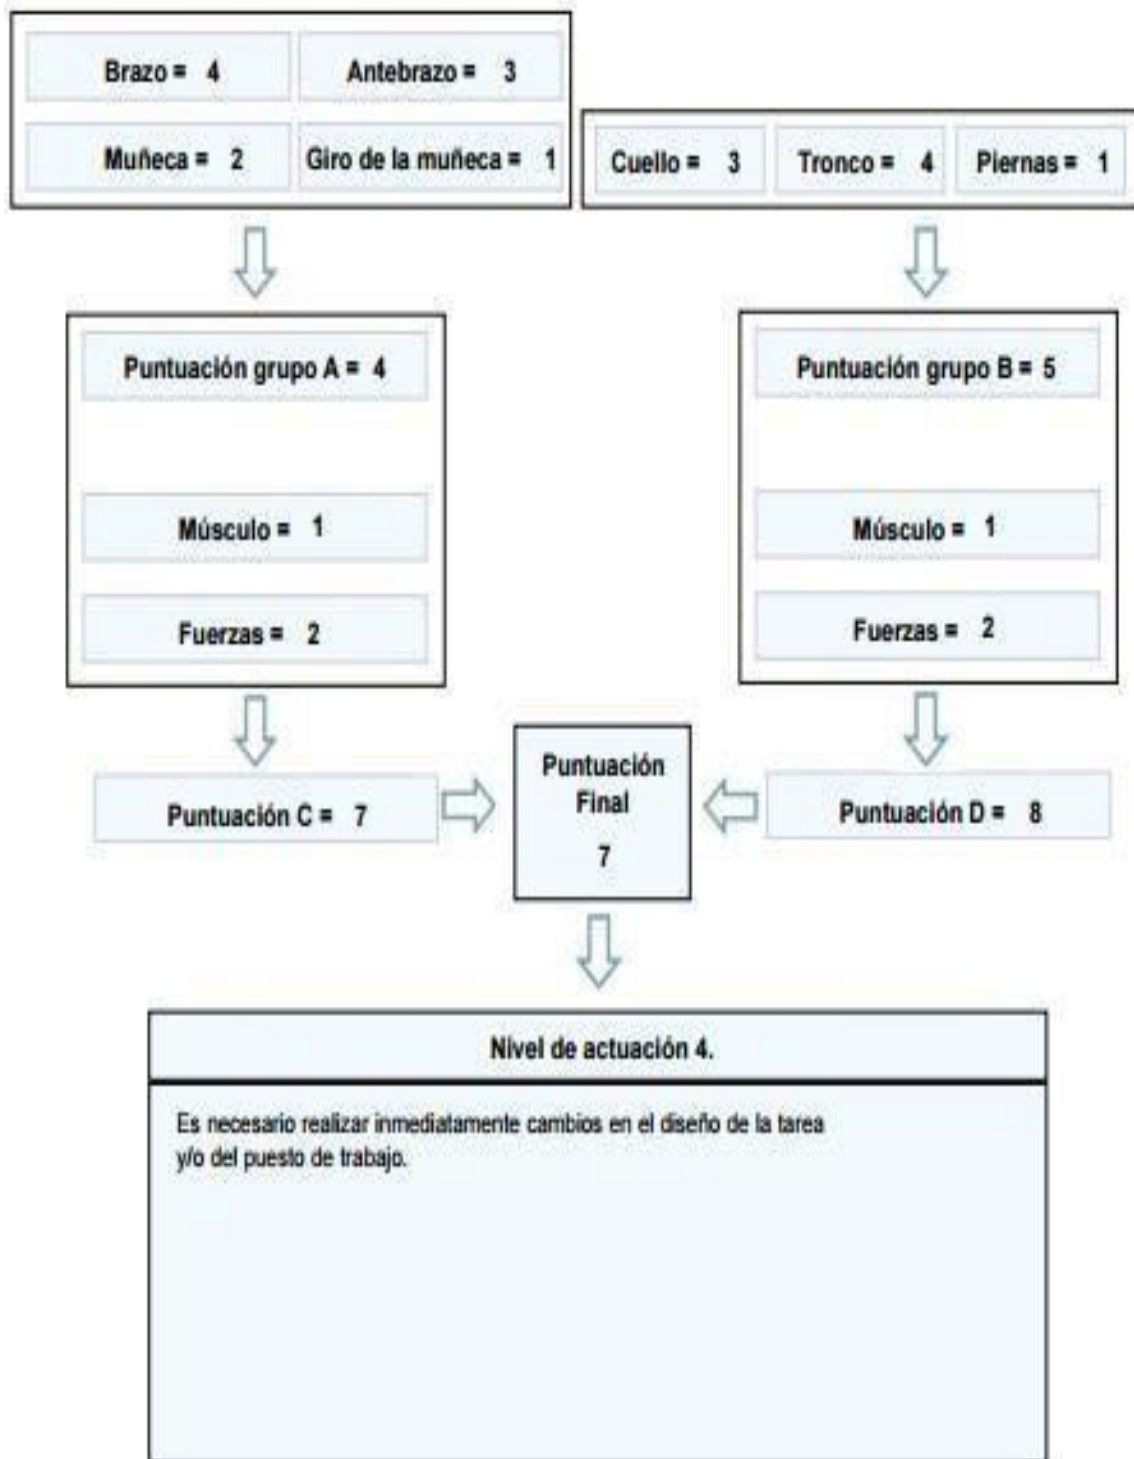 Brazo = 4
Antebrazo = 3
Muñeca = 2
Giro de la muñeca = 1
Cuello = 3
Tronco = 4
Piernas = 1
Puntuación grupo A = 4
Músculo = 1
Fuerzas = 2
Puntuación grupo B = 5
Músculo = 1
Fuerzas = 2
Puntuación C = 7
Puntuación
Final
7
Puntuación D = 8
Nivel de actuación 4.
Es necesario realizar inmediatamente cambios en el diseño de la tarea
y/o del puesto de trabajo.